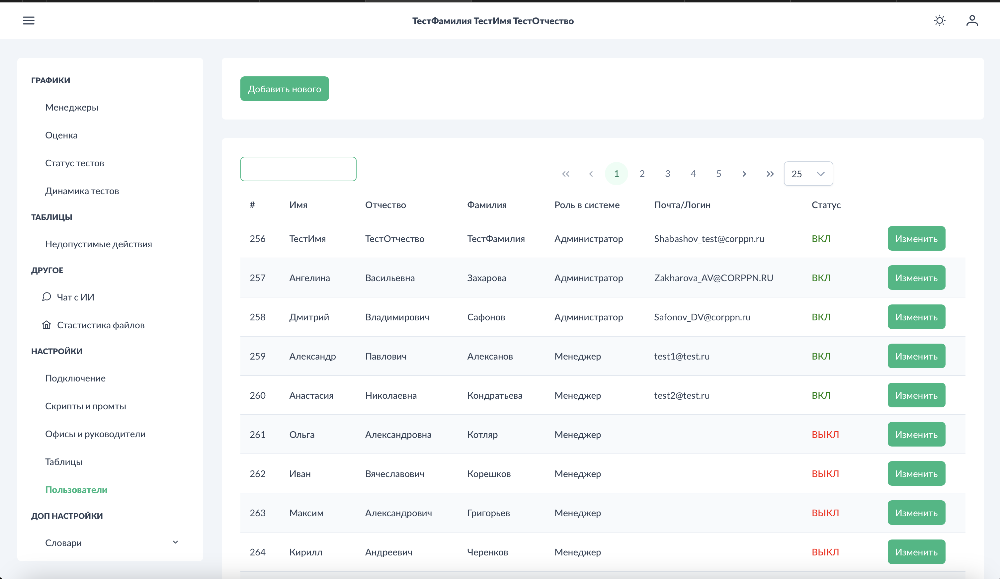 ТестФамилия ТестИмя ТестОтчество
ГРАФИКИ
Менеджеры
Оценка
Статус тестов
Динамика тестов
ТАБЛИЦЫ
Недопустимые действия
ДРУГОЕ
Чат с ИИ
Стастистика файлов
НАСТРОЙКИ
Подключение
Скрипты и промты
Офисы и руководители
Таблицы
Пользователи
ДОП НАСТРОЙКИ
Словари
Добавить нового
1 2 3 4 5 25
# Имя Отчество Фамилия Роль в системе Почта/Логин Статус
256 ТестИмя ТестОтчество ТестФамилия Администратор Shabashov_test@corppn.ru ВКЛ Изменить
257 Ангелина Васильевна Захарова Администратор Zakharova_AV@CORPPN.RU ВКЛ Изменить
258 Дмитрий Владимирович Сафонов Администратор Safonov_DV@corppn.ru ВКЛ Изменить
259 Александр Павлович Алексанов Менеджер test1@test.ru ВКЛ Изменить
260 Анастасия Николаевна Кондратьева Менеджер test2@test.ru ВКЛ Изменить
261 Ольга Александровна Котляр Менеджер ВЫКЛ Изменить
262 Иван Вячеславович Корешков Менеджер ВЫКЛ Изменить
263 Максим Александрович Григорьев Менеджер ВЫКЛ Изменить
264 Кирилл Андреевич Черенков Менеджер ВЫКЛ Изменить